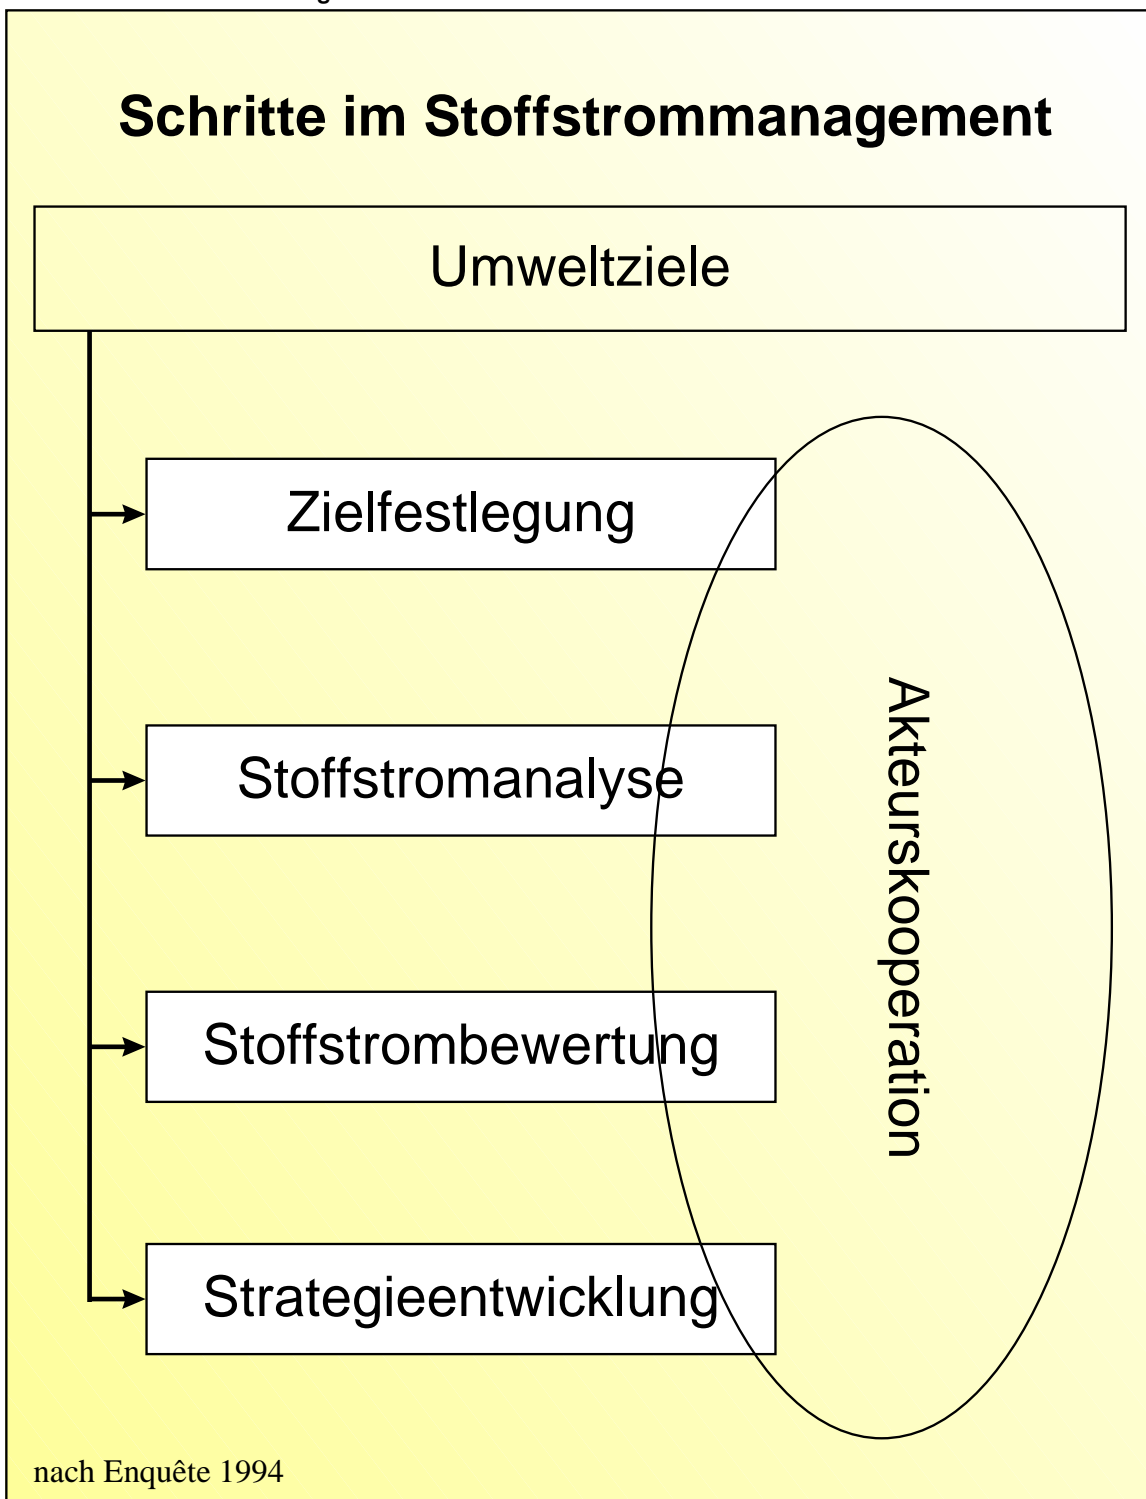 Schritte im Stoffstrommanagement
Umweltziele
Zielfestlegung
Stoffstromanalyse
Stoffstrombewertung
Strategieentwicklung
Akteurskooperation
nach Enquête 1994